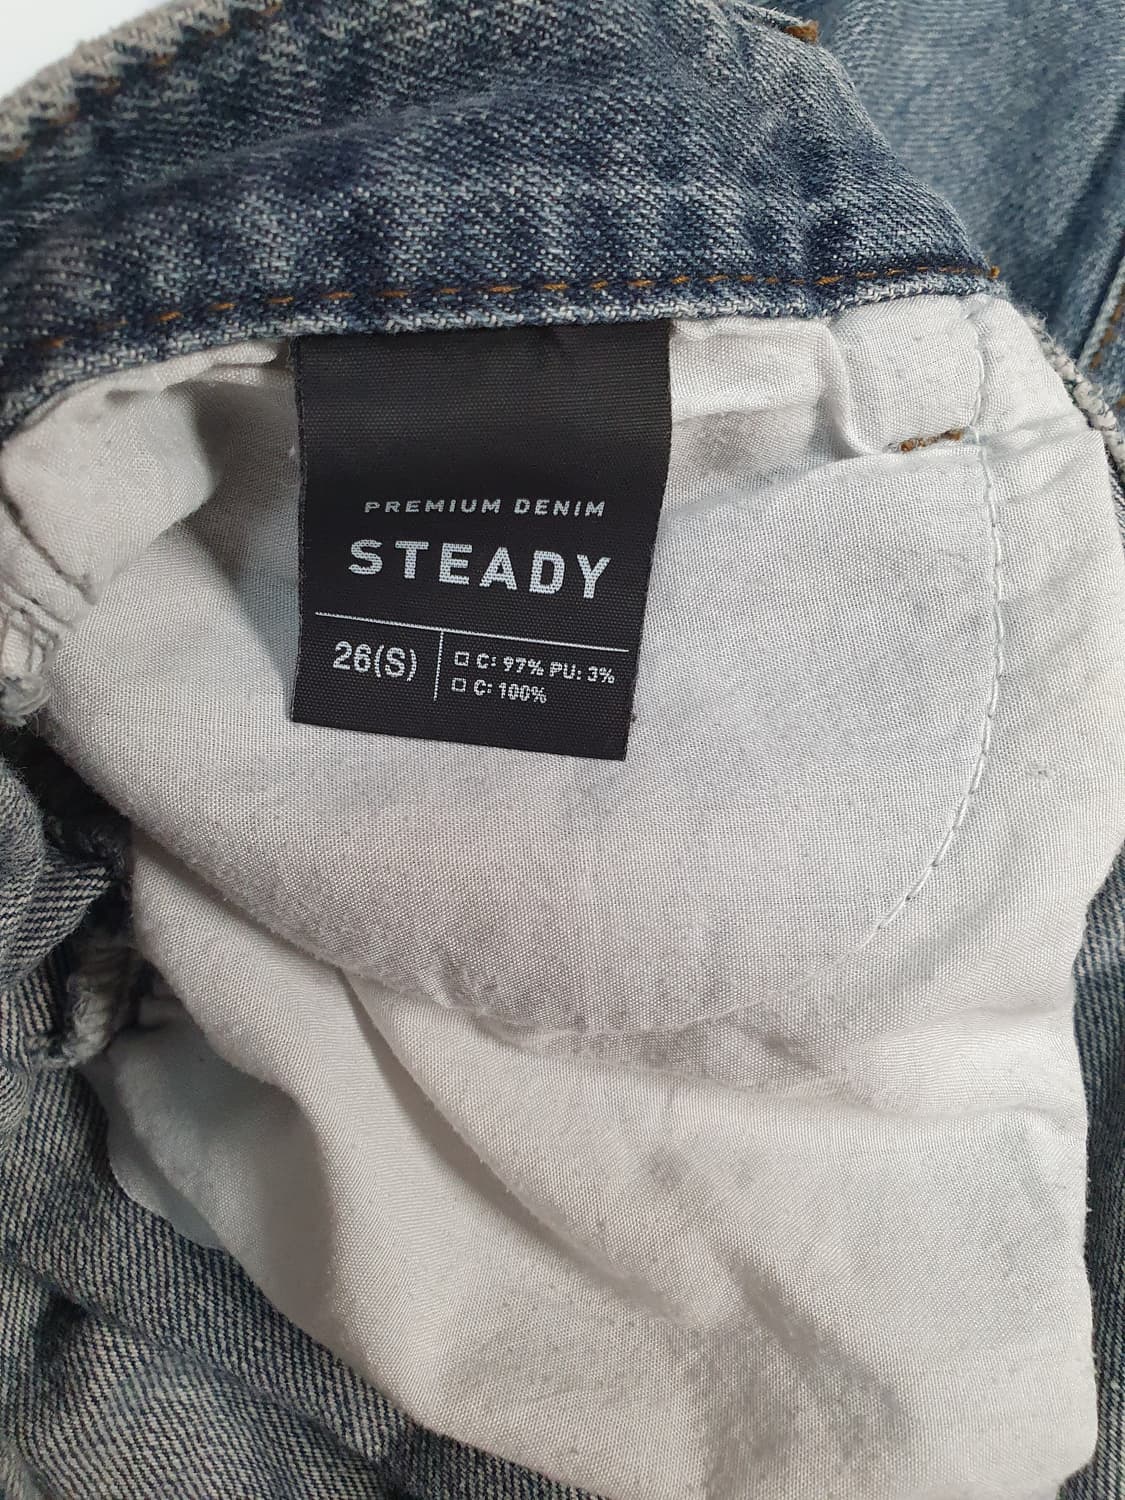 PREMIUM DENIM
STEADY
26(S)
□ C: 97% PU: 3%
□ C: 100%